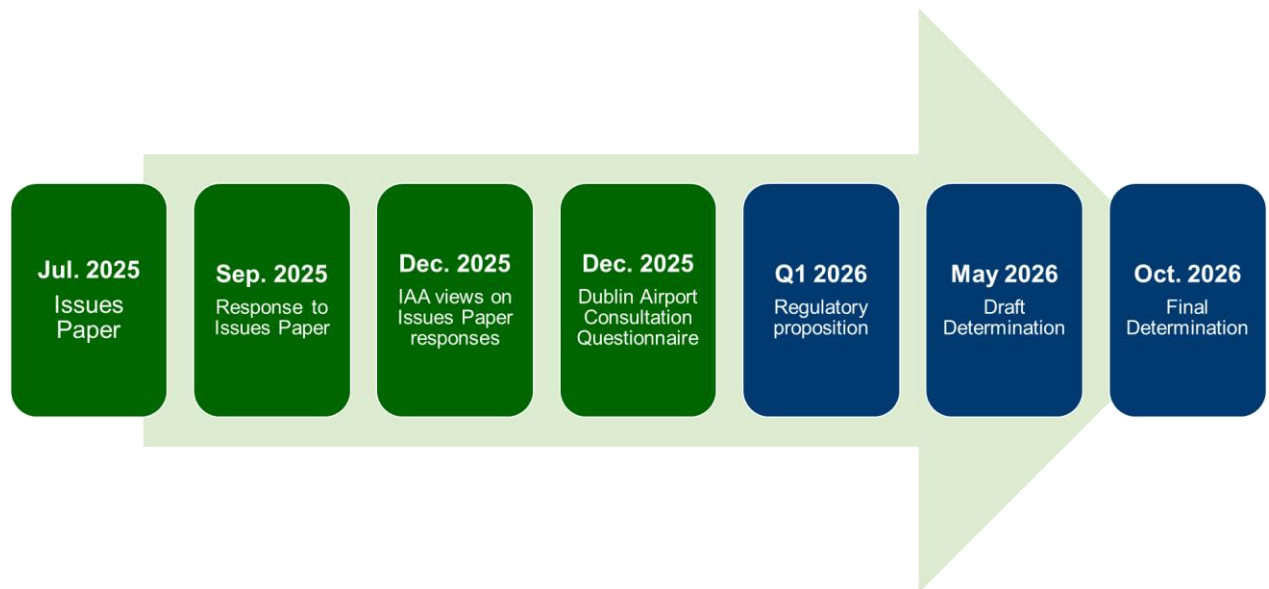 Jul. 2025
Issues
Paper
Sep. 2025
Response to
Issues Paper
Dec. 2025
IAA views on
Issues Paper
responses
Dec. 2025
Dublin Airport
Consultation
Questionnaire
Q1 2026
Regulatory
proposition
May 2026
Draft
Determination
Oct. 2026
Final
Determination